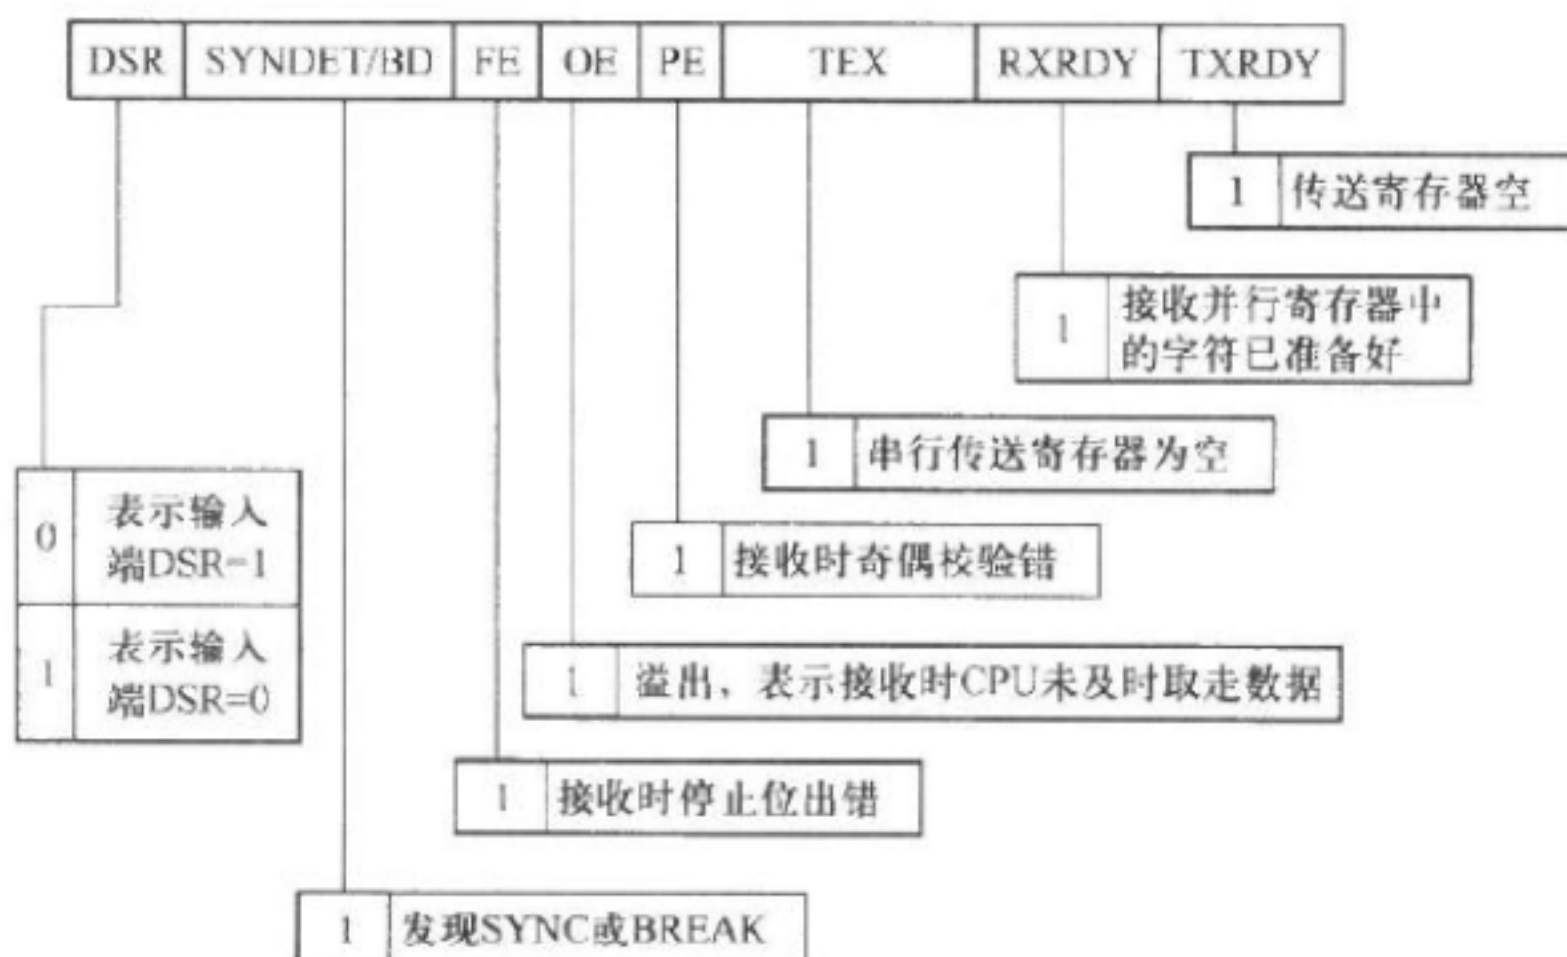 DSR SYNDET/BD FE OE PE TEX RXRDY TXRDY
1 传送寄存器空
1 接收并行寄存器中
的字符已准备好
1 串行传送寄存器为空
0 表示输入
端DSR=1
1 接收时奇偶校验错
1 表示输入
端DSR=0
1 溢出、表示接收时CPU未及时取走数据
1 接收时停止位出错
1 发现SYNC或BREAK